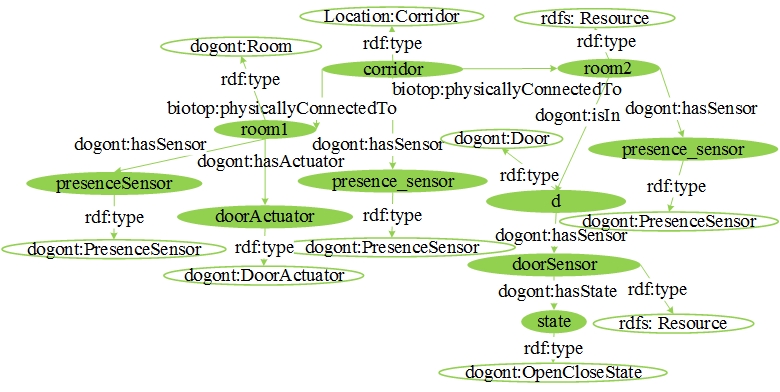 Location:Corridor
rdfs: Resource
dogont:Room
rdf:type
rdf:type
rdf:type
corridor
room2
biotop:physicallyConnectedTo
biotop:physicallyConnectedTo
dogont:isIn
dogont:hasSensor
room1
dogont:hasSensor
dogont:hasSensor
dogont:Door
dogont:hasActuator
presence_sensor
presenceSensor
presence_sensor
rdf:type
rdf:type
d
rdf:type
doorActuator
rdf:type
dogont:PresenceSensor
dogont:hasSensor
dogont:PresenceSensor
rdf:type
dogont:PresenceSensor
doorSensor
dogont:DoorActuator
dogont:hasState
rdf:type
state
rdfs: Resource
rdf:type
dogont:OpenCloseState